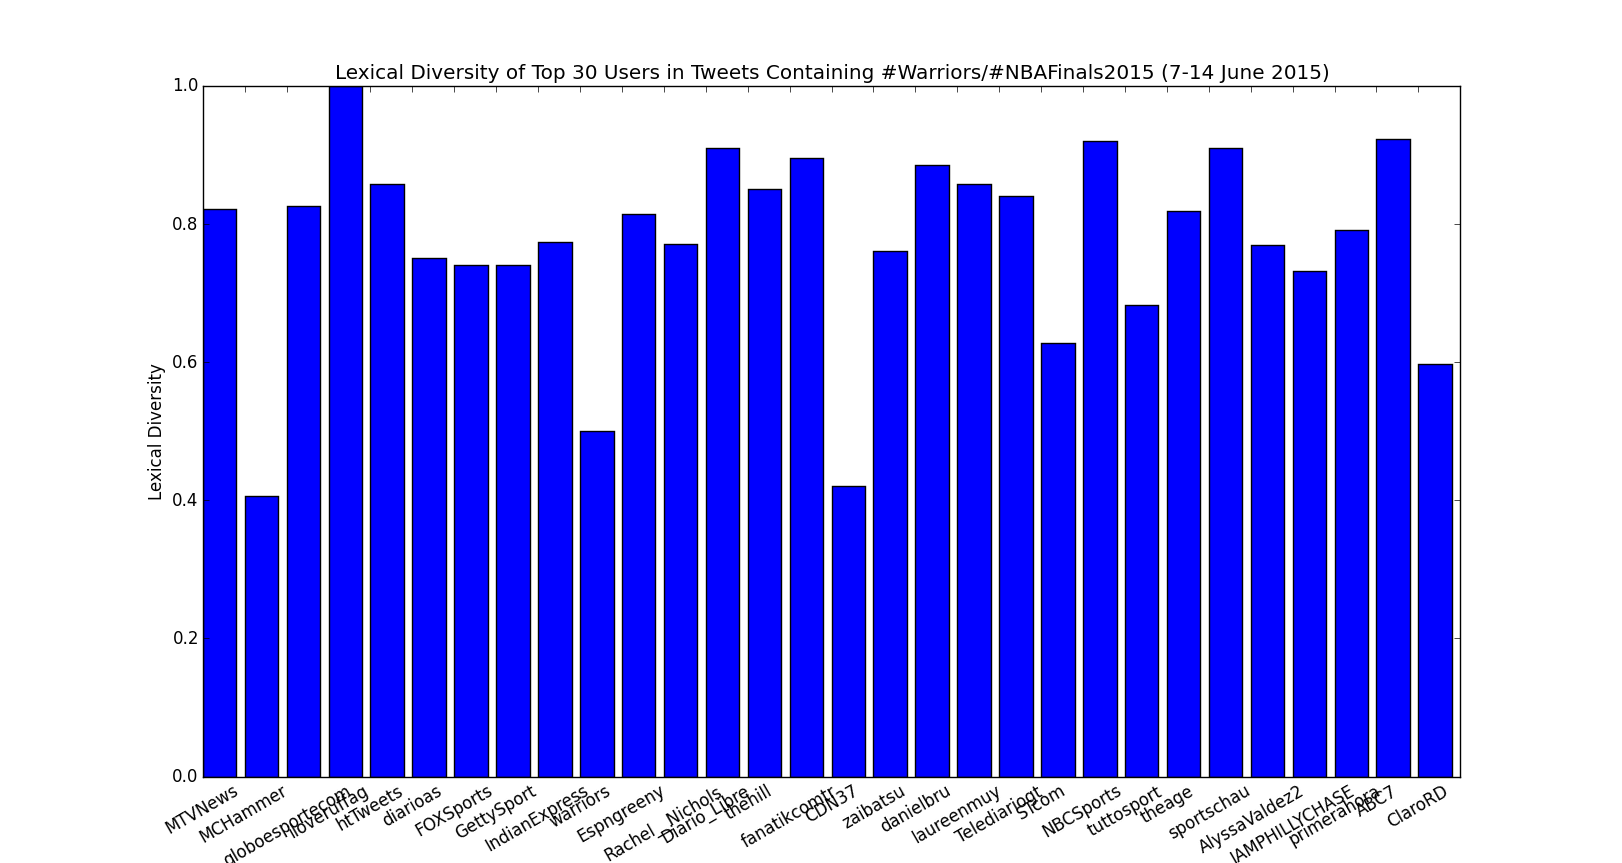 Lexical Diversity of Top 30 Users in Tweets Containing #Warriors/#NBAFinals2015 (7-14 June 2015)
1.0
0.8
0.6
0.4
0.2
0.0
Lexical Diversity
MTVNews
MCHammer
globoesportecom
htTweets
diarioas
FOXSports
GettySport
IndianExpress
warriors
Espngreeny
Rachel__Nichols
Diario_Libre
thehill
fanatikcomtr
CDN37
zaibatsu
danielbru
laureenmuy
Telediariogt
NBCSports
tuttosport
theage
sportschau
AlyssaValdez2
IAMPHILLYCHASE
primerahora
ABC7
ClaroRD